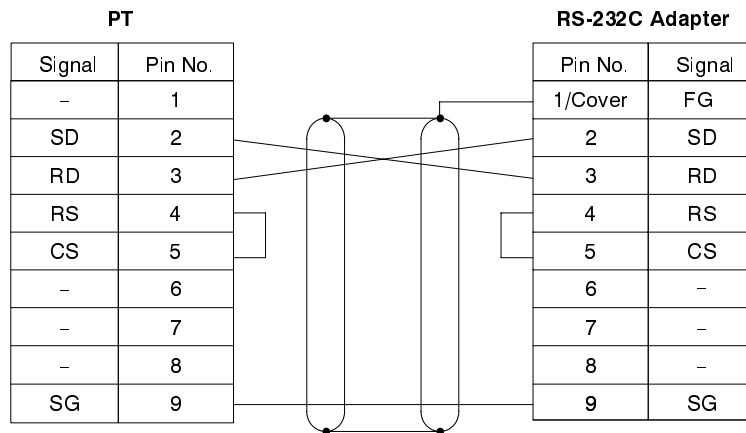 PT RS-232C Adapter
Signal Pin No. Pin No. Signal
– 1 1/Cover FG
SD 2 2 SD
RD 3 3 RD
RS 4 4 RS
CS 5 5 CS
– 6 6 –
– 7 7 –
– 8 8 –
SG 9 9 SG